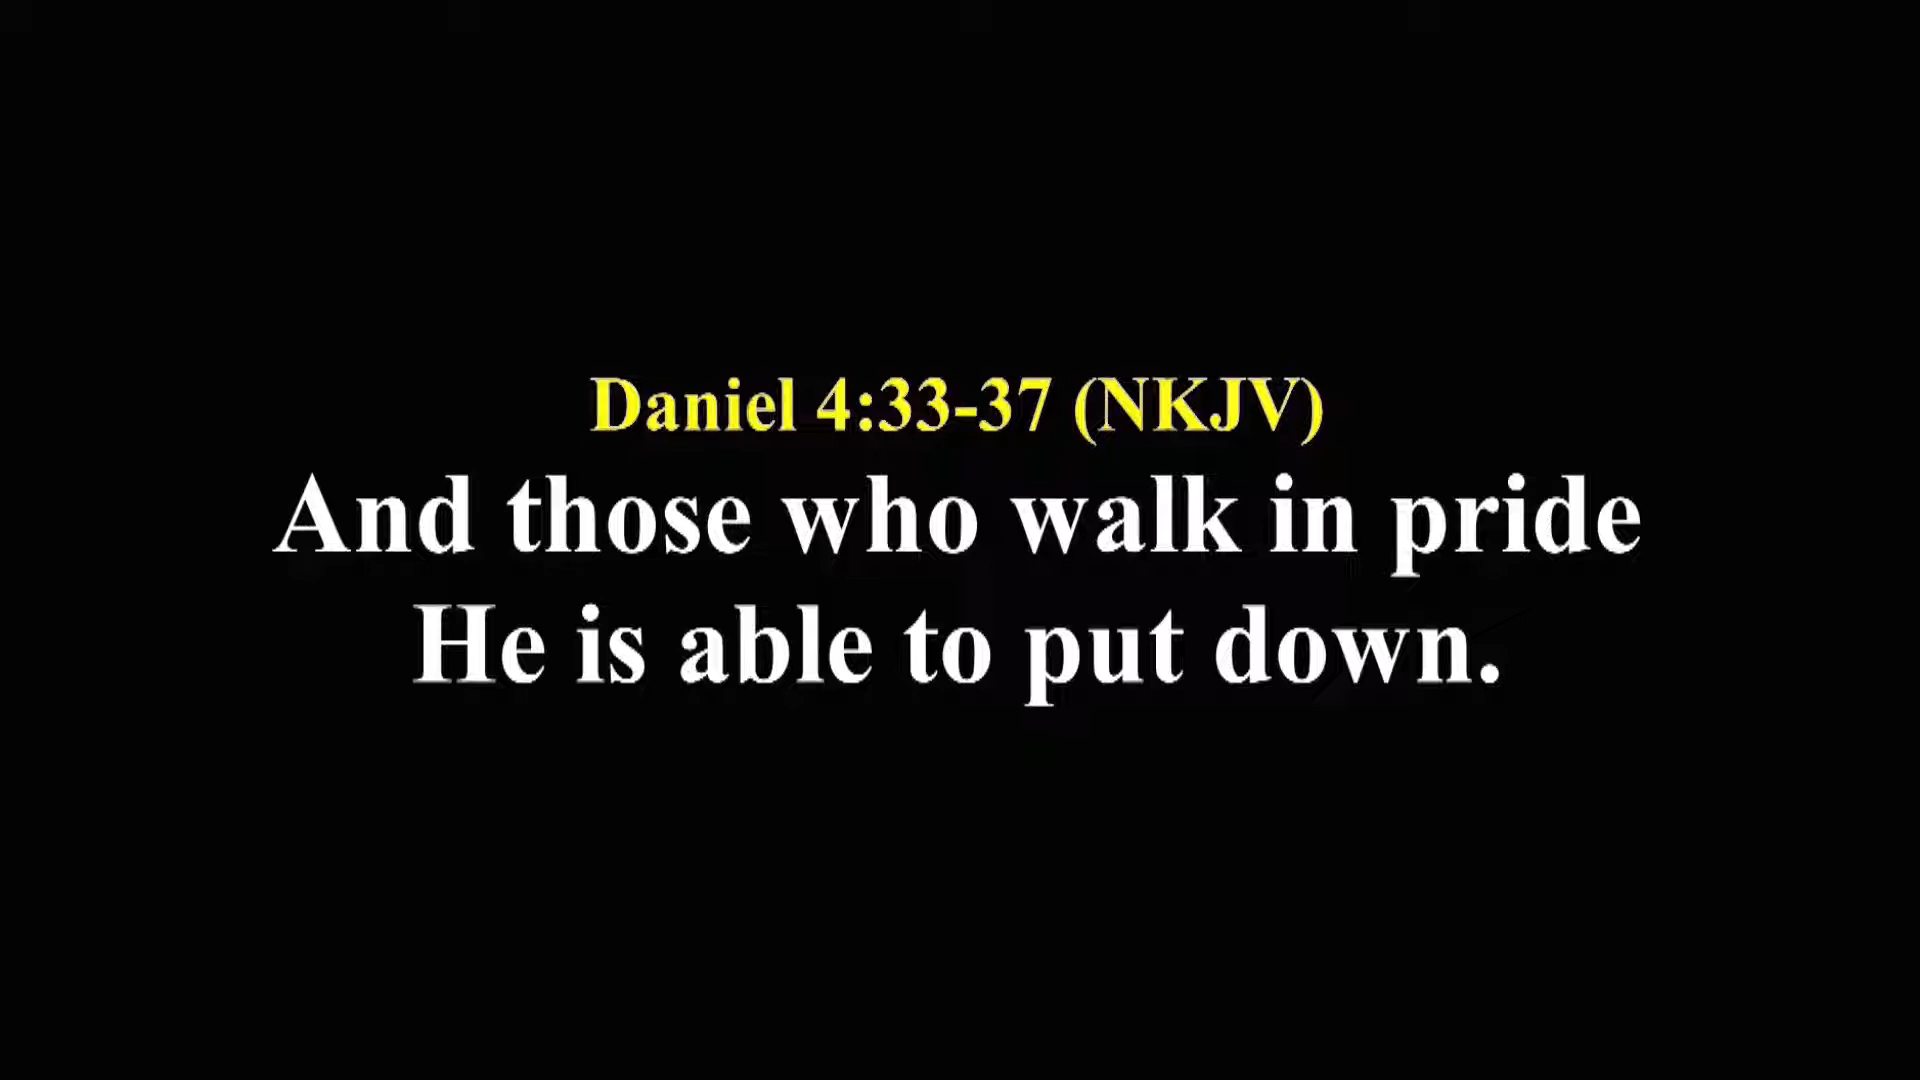 Daniel 4:33-37 (NKJV)
And those who walk in pride
He is able to put down.